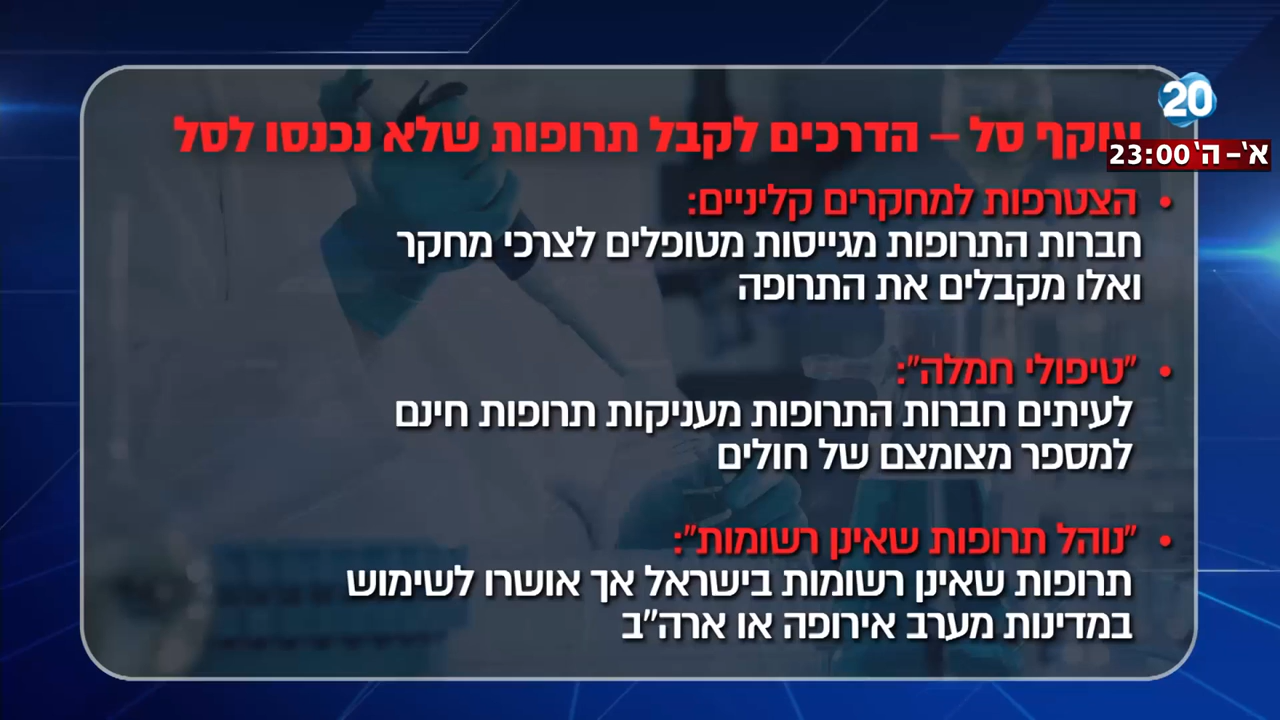 עוקף סל – הדרכים לקבל תרופות שלא נכנסו לסל
20
א'-ה' 23:00
• הצטרפות למחקרים קליניים:
חברות התרופות מגייסות מטופלים לצרכי מחקר
ואלו מקבלים את התרופה
• "טיפולי חמלה":
לעיתים חברות התרופות מעניקות תרופות חינם
למספר מצומצם של חולים
• "נוהל תרופות שאינן רשומות":
תרופות שאינן רשומות בישראל אך אושרו לשימוש
במדינות מערב אירופה או ארה"ב